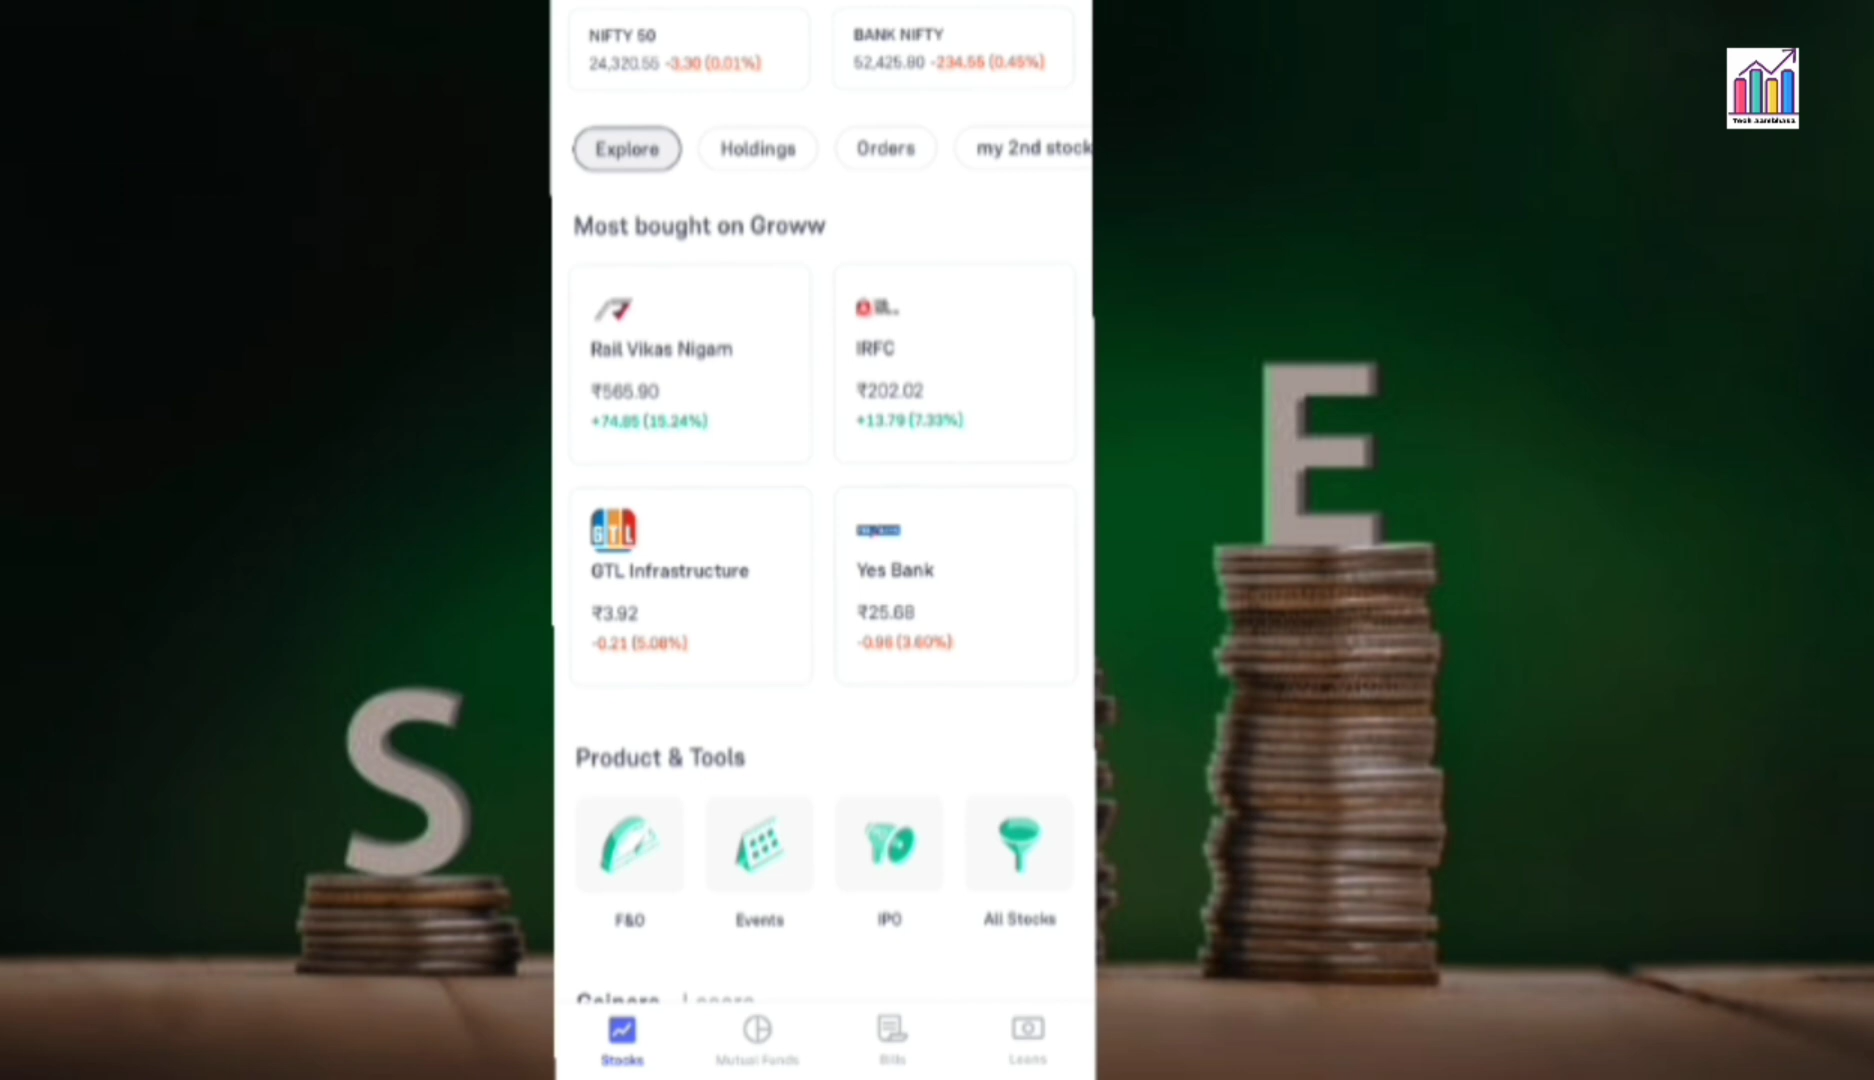 NIFTY 50
24,320.55 -3.30 (0.01%)
BANK NIFTY
52,425.80 -234.55 (0.45%)
Explore
Holdings
Orders
my 2nd stock
Most bought on Groww
Rail Vikas Nigam
₹565.90
+74.85 (15.24%)
IRFC
₹202.02
+13.79 (7.33%)
GTL
GTL Infrastructure
₹3.92
-0.21 (5.08%)
Yes Bank
₹25.68
-0.96 (3.60%)
Product & Tools
F&O
Events
IPO
All Stocks
Gainers Losers
Stocks
Mutual Funds
Bills
Loans
S
E